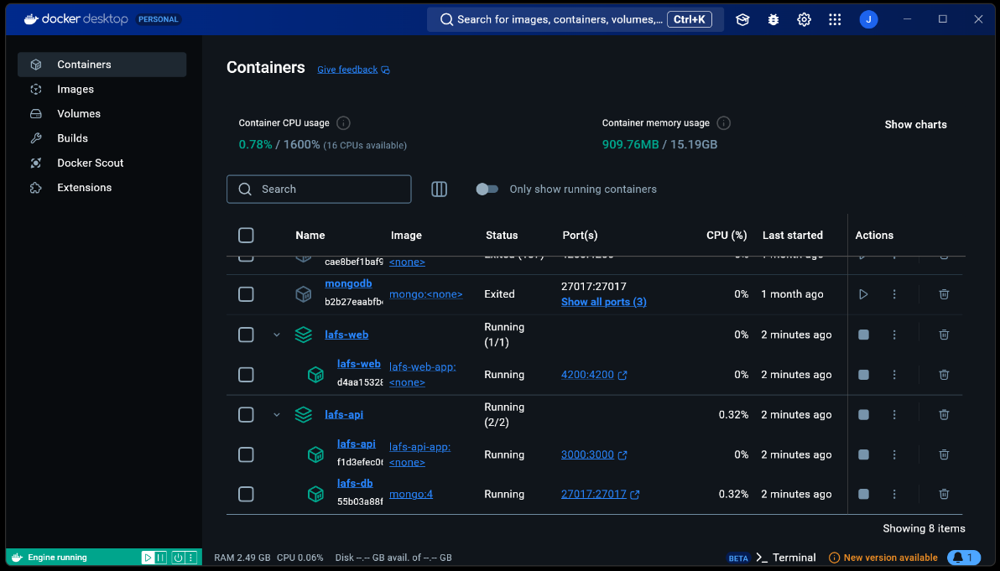 docker desktop PERSONAL
Search for images, containers, volumes,... Ctrl+K
J
Containers
Images
Volumes
Builds
Docker Scout
Extensions
Containers Give feedback
Container CPU usage
0.78% / 1600% (16 CPUs available)
Container memory usage
909.76MB / 15.19GB
Show charts
Search
Only show running containers
Name Image Status Port(s) CPU (%) Last started Actions
cae8bef1baf9 <none>
mongodb
b2b27eaabfb
mongo:<none> Exited
27017:27017
Show all ports (3)
0% 1 month ago
lafs-web
Running
(1/1)
0% 2 minutes ago
lafs-web
d4aa15328
lafs-web-app:
<none>
Running 4200:4200 0% 2 minutes ago
lafs-api
Running
(2/2)
0.32% 2 minutes ago
lafs-api
f1d3efec0
lafs-api-app:
<none>
Running 3000:3000 0% 2 minutes ago
lafs-db
55b03a88f
mongo:4 Running 27017:27017 0.32% 2 minutes ago
Showing 8 items
Engine running
RAM 2.49 GB CPU 0.06% Disk --.-- GB avail. of --.-- GB
BETA >_ Terminal New version available 1